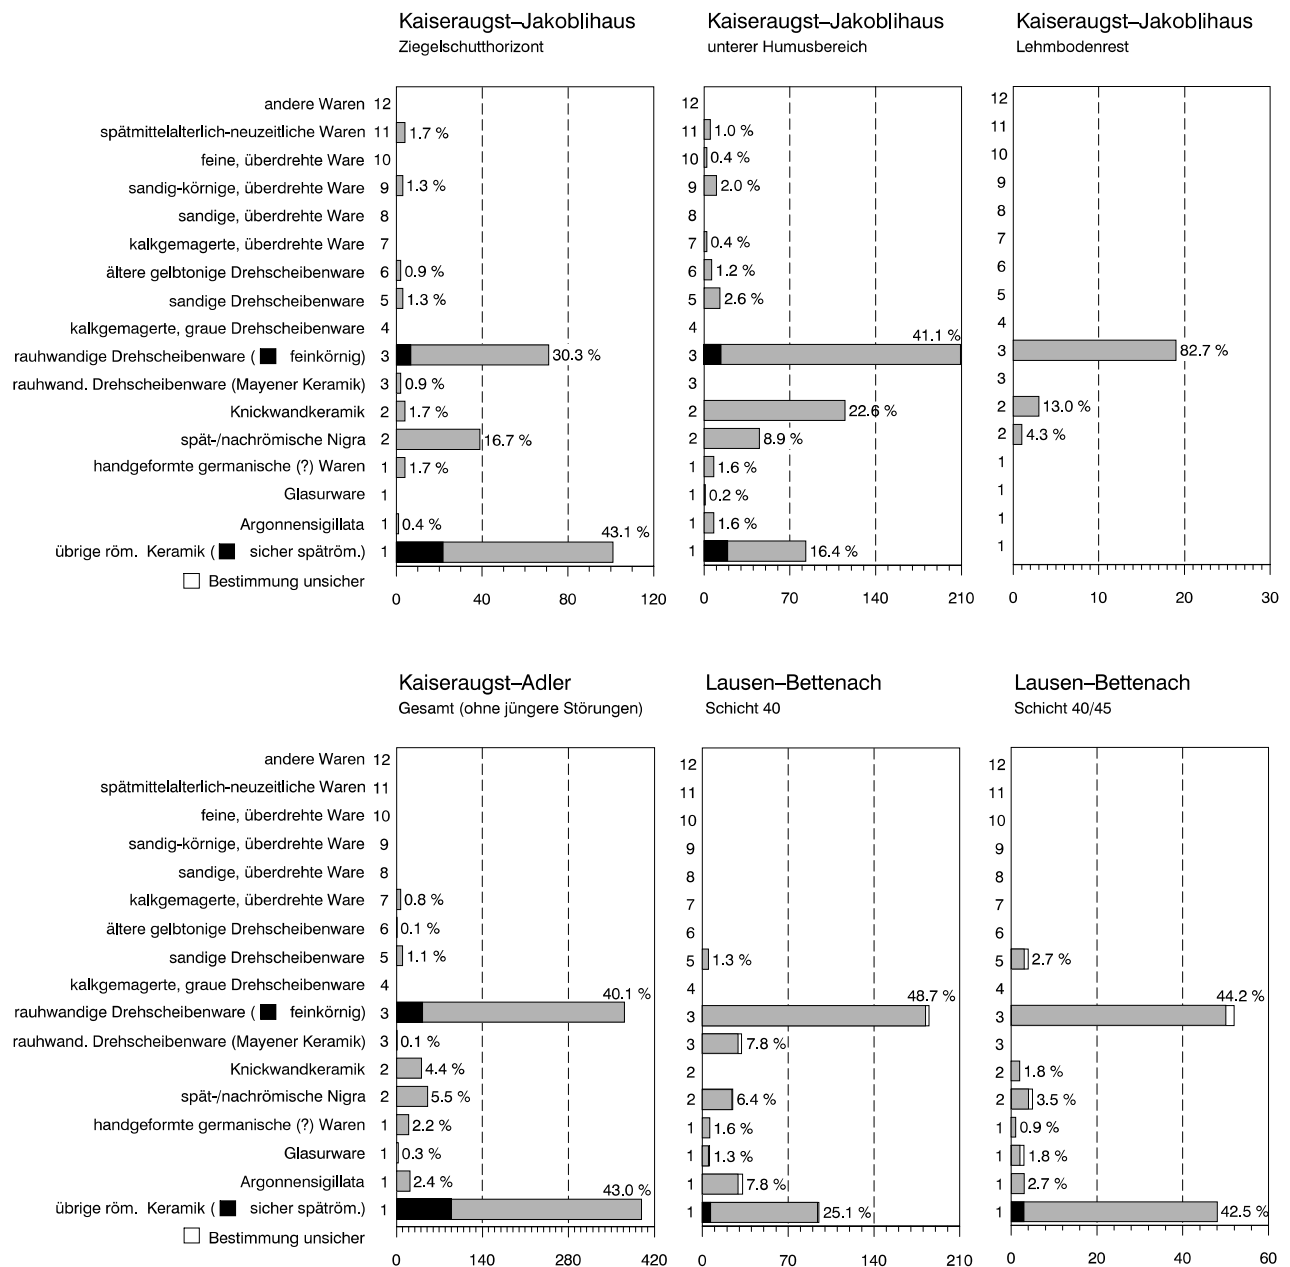 Kaiseraugst–Jakoblihaus
Ziegelschutthorizont
Kaiseraugst–Jakoblihaus
unterer Humusbereich
Kaiseraugst–Jakoblihaus
Lehmbodenrest
andere Waren 12 12 12
spätmittelalterlich-neuzeitliche Waren 11 1.7 % 11 1.0 % 11
feine, überdrehte Ware 10 10 0.4 % 10
sandig-körnige, überdrehte Ware 9 1.3 % 9 2.0 % 9
sandige, überdrehte Ware 8 8 8
kalkgemagerte, überdrehte Ware 7 7 0.4 % 7
ältere gelbtonige Drehscheibenware 6 0.9 % 6 1.2 % 6
sandige Drehscheibenware 5 1.3 % 5 2.6 % 5
kalkgemagerte, graue Drehscheibenware 4 4 4
rauhwandige Drehscheibenware ( feinkörnig) 3 30.3 % 3 41.1 % 3 82.7 %
rauhwand. Drehscheibenware (Mayener Keramik) 3 0.9 % 3 3
Knickwandkeramik 2 1.7 % 2 22.6 % 2 13.0 %
spät-/nachrömische Nigra 2 16.7 % 2 8.9 % 2 4.3 %
handgeformte germanische (?) Waren 1 1.7 % 1 1.6 % 1
Glasurware 1 1 0.2 % 1
Argonnensigillata 1 0.4 % 1 1.6 % 1
übrige röm. Keramik ( sicher spätröm.) 1 43.1 % 1 16.4 % 1
Bestimmung unsicher
0 40 80 120 0 70 140 210 0 10 20 30
Kaiseraugst–Adler
Gesamt (ohne jüngere Störungen)
Lausen–Bettenach
Schicht 40
Lausen–Bettenach
Schicht 40/45
andere Waren 12 12 12
spätmittelalterlich-neuzeitliche Waren 11 11 11
feine, überdrehte Ware 10 10 10
sandig-körnige, überdrehte Ware 9 9 9
sandige, überdrehte Ware 8 8 8
kalkgemagerte, überdrehte Ware 7 0.8 % 7 7
ältere gelbtonige Drehscheibenware 6 0.1 % 6 6
sandige Drehscheibenware 5 1.1 % 5 1.3 % 5 2.7 %
kalkgemagerte, graue Drehscheibenware 4 4 4
rauhwandige Drehscheibenware ( feinkörnig) 3 40.1 % 3 48.7 % 3 44.2 %
rauhwand. Drehscheibenware (Mayener Keramik) 3 0.1 % 3 7.8 % 3
Knickwandkeramik 2 4.4 % 2 2 1.8 %
spät-/nachrömische Nigra 2 5.5 % 2 6.4 % 2 3.5 %
handgeformte germanische (?) Waren 1 2.2 % 1 1.6 % 1 0.9 %
Glasurware 1 0.3 % 1 1.3 % 1 1.8 %
Argonnensigillata 1 2.4 % 1 7.8 % 1 2.7 %
übrige röm. Keramik ( sicher spätröm.) 1 43.0 % 1 25.1 % 1 42.5 %
Bestimmung unsicher
0 140 280 420 0 70 140 210 0 20 40 60